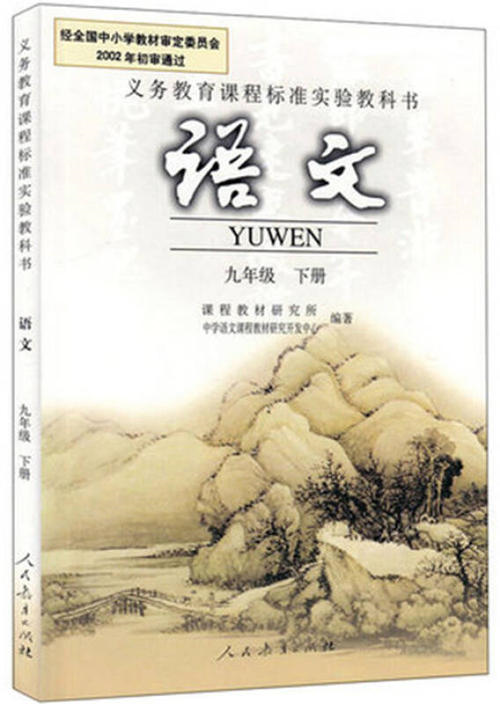 经全国中小学教材审定委员会
2002年初审通过
义务教育课程标准实验教科书
语文
YUWEN
九年级 下册
课程教材研究所
中学语文课程教材研究开发中心
编著
人民教育出版社
义务教育课程标准实验教科书
语文
九年级 下册
人民教育出版社